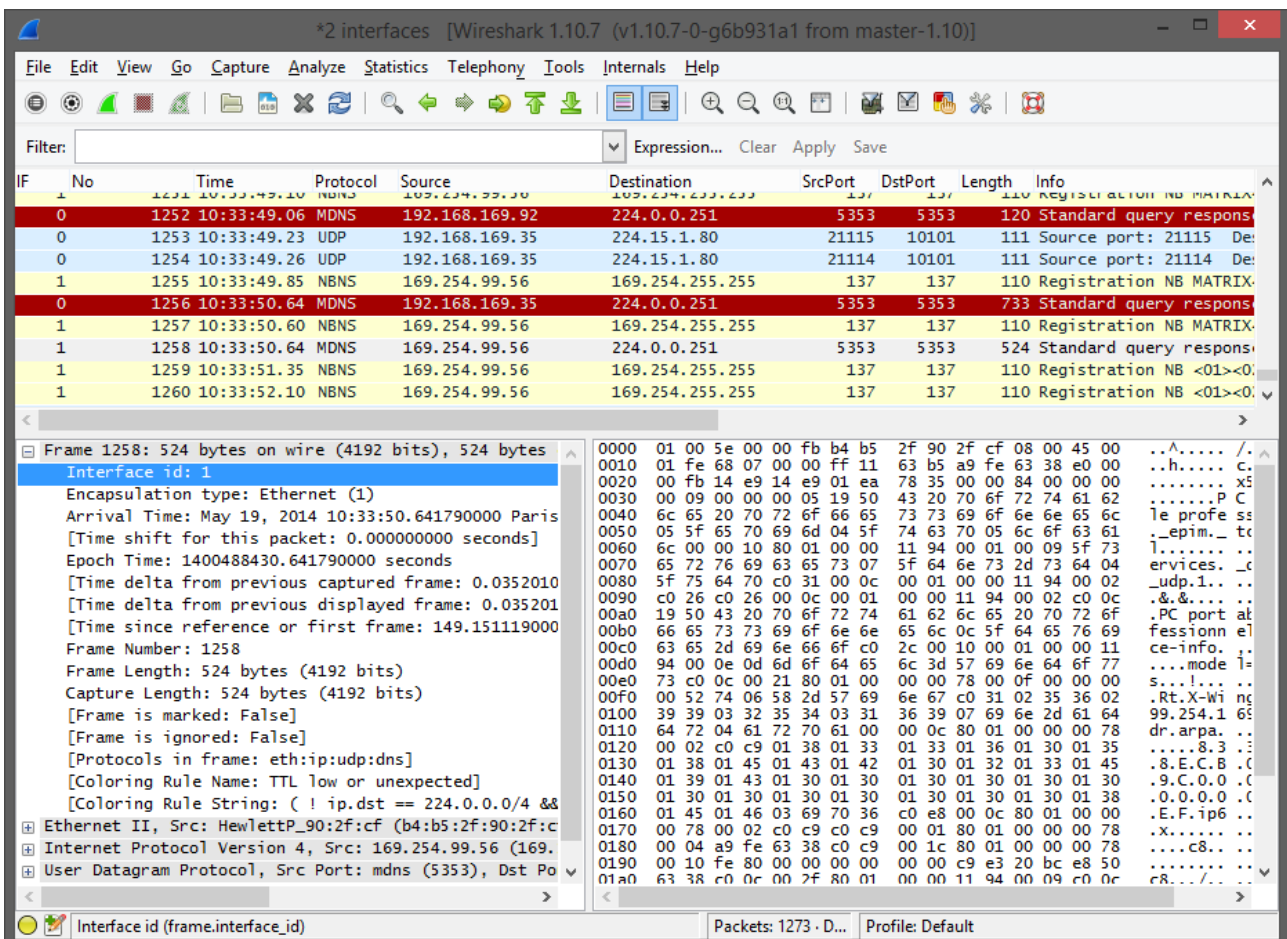 *2 interfaces [Wireshark 1.10.7 (v1.10.7-0-g6b931a1 from master-1.10)]
File Edit View Go Capture Analyze Statistics Telephony Tools Internals Help
Filter: Expression... Clear Apply Save
IF No Time Protocol Source Destination SrcPort DstPort Length Info
1 1251 10:33:49.10 NBNS 169.254.99.56 169.254.255.255 137 137 110 Registration NB MATRIX-
0 1252 10:33:49.06 MDNS 192.168.169.92 224.0.0.251 5353 5353 120 Standard query respons
0 1253 10:33:49.23 UDP 192.168.169.35 224.15.1.80 21115 10101 111 Source port: 21115 De
0 1254 10:33:49.26 UDP 192.168.169.35 224.15.1.80 21114 10101 111 Source port: 21114 De
1 1255 10:33:49.85 NBNS 169.254.99.56 169.254.255.255 137 137 110 Registration NB MATRIX-
0 1256 10:33:50.64 MDNS 192.168.169.35 224.0.0.251 5353 5353 733 Standard query respons
1 1257 10:33:50.60 NBNS 169.254.99.56 169.254.255.255 137 137 110 Registration NB MATRIX-
1 1258 10:33:50.64 MDNS 169.254.99.56 224.0.0.251 5353 5353 524 Standard query respons
1 1259 10:33:51.35 NBNS 169.254.99.56 169.254.255.255 137 137 110 Registration NB <01><0
1 1260 10:33:52.10 NBNS 169.254.99.56 169.254.255.255 137 137 110 Registration NB <01><0
Frame 1258: 524 bytes on wire (4192 bits), 524 bytes
Interface id: 1
Encapsulation type: Ethernet (1)
Arrival Time: May 19, 2014 10:33:50.641790000 Paris
[Time shift for this packet: 0.000000000 seconds]
Epoch Time: 1400488430.641790000 seconds
[Time delta from previous captured frame: 0.0352010
[Time delta from previous displayed frame: 0.035201
[Time since reference or first frame: 149.151119000
Frame Number: 1258
Frame Length: 524 bytes (4192 bits)
Capture Length: 524 bytes (4192 bits)
[Frame is marked: False]
[Frame is ignored: False]
[Protocols in frame: eth:ip:udp:dns]
[Coloring Rule Name: TTL low or unexpected]
[Coloring Rule String: ( ! ip.dst == 224.0.0.0/4 &&
Ethernet II, Src: HewlettP_90:2f:cf (b4:b5:2f:90:2f:c
Internet Protocol Version 4, Src: 169.254.99.56 (169.
User Datagram Protocol, Src Port: mdns (5353), Dst Po
0000 01 00 5e 00 00 fb b4 b5 2f 90 2f cf 08 00 45 00 ..^..... /.
0010 01 fe 68 07 00 00 ff 11 63 b5 a9 fe 63 38 e0 00 ..h..... c.
0020 00 fb 14 e9 14 e9 01 ea 78 35 00 00 84 00 00 00 ........ x5
0030 00 09 00 00 00 05 19 50 43 20 70 6f 72 74 61 62 .......P C
0040 6c 65 20 70 72 6f 66 65 73 73 69 6f 6e 6e 65 6c le profe ss
0050 05 5f 65 70 69 6d 04 5f 74 63 70 05 6c 6f 63 61 ._epim._ tc
0060 6c 00 00 10 80 01 00 00 11 94 00 01 00 09 5f 73 l....... ..
0070 65 72 76 69 63 65 73 07 5f 64 6e 73 2d 73 64 04 ervices. _d
0080 5f 75 64 70 c0 31 00 0c 00 01 00 00 11 94 00 02 _udp.1.. ..
0090 c0 26 c0 26 00 0c 00 01 00 00 11 94 00 02 c0 0c .&.&.... ..
00a0 19 50 43 20 70 6f 72 74 61 62 6c 65 20 70 72 6f .PC port ab
00b0 66 65 73 73 69 6f 6e 6e 65 6c 0c 5f 64 65 76 69 fessionn el
00c0 63 65 2d 69 6e 66 6f c0 2c 00 10 00 01 00 00 11 ce-info. ,.
00d0 94 00 0e 0d 6d 6f 64 65 6c 3d 57 69 6e 64 6f 77 ....mode l=
00e0 73 c0 0c 00 21 80 01 00 00 00 78 00 0f 00 00 00 s...!... ..
00f0 00 52 74 06 58 2d 57 69 6e 67 c0 31 02 35 36 02 .Rt.X-Wi ng
0100 39 39 03 32 35 34 03 31 36 39 07 69 6e 2d 61 64 99.254.1 69
0110 64 72 04 61 72 70 61 00 00 0c 80 01 00 00 00 78 dr.arpa. ..
0120 00 02 c0 c9 01 38 01 33 01 33 01 36 01 30 01 35 .....8.3 .3
0130 01 38 01 45 01 43 01 42 01 30 01 32 01 33 01 45 .8.E.C.B .0
0140 01 39 01 43 01 30 01 30 01 30 01 30 01 30 01 30 .9.C.0.0 .0
0150 01 30 01 30 01 30 01 30 01 30 01 30 01 30 01 38 .0.0.0.0 .0
0160 01 45 01 46 03 69 70 36 c0 e8 00 0c 80 01 00 00 .E.F.ip6 ..
0170 00 78 00 02 c0 c9 c0 c9 00 01 80 01 00 00 00 78 .x...... ..
0180 00 04 a9 fe 63 38 c0 c9 00 1c 80 01 00 00 00 78 ....c8.. ..
0190 00 10 fe 80 00 00 00 00 00 00 c9 e3 20 bc e8 50 ........ ..
01a0 63 38 c0 0c 00 2f 80 01 00 00 11 94 00 09 c0 0c c8.../.. ..
Interface id (frame.interface_id) Packets: 1273 · D... Profile: Default